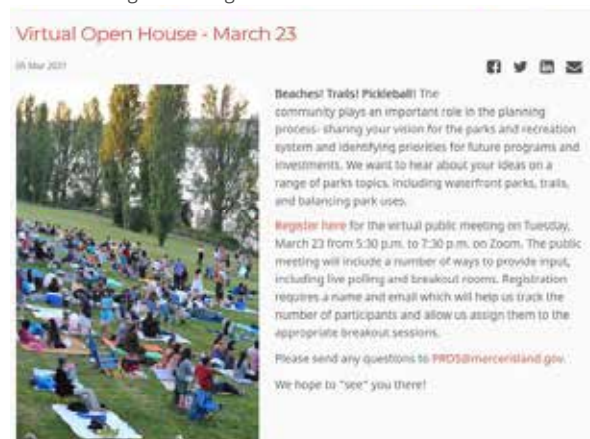 Virtual Open House - March 23
05 Mar 2021
Beaches! Trails! Pickleball! The
community plays an important role in the planning
process- sharing your vision for the parks and recreation
system and identifying priorities for future programs and
investments. We want to hear about your ideas on a
range of parks topics, including waterfront parks, trails,
and balancing park uses.
Register here for the virtual public meeting on Tuesday,
March 23 from 5:30 p.m. to 7:30 p.m. on Zoom. The public
meeting will include a number of ways to provide input,
including live polling and breakout rooms. Registration
requires a name and email which will help us track the
number of participants and allow us assign them to the
appropriate breakout sessions.
Please send any questions to PROS@mercerisland.gov.
We hope to "see" you there!